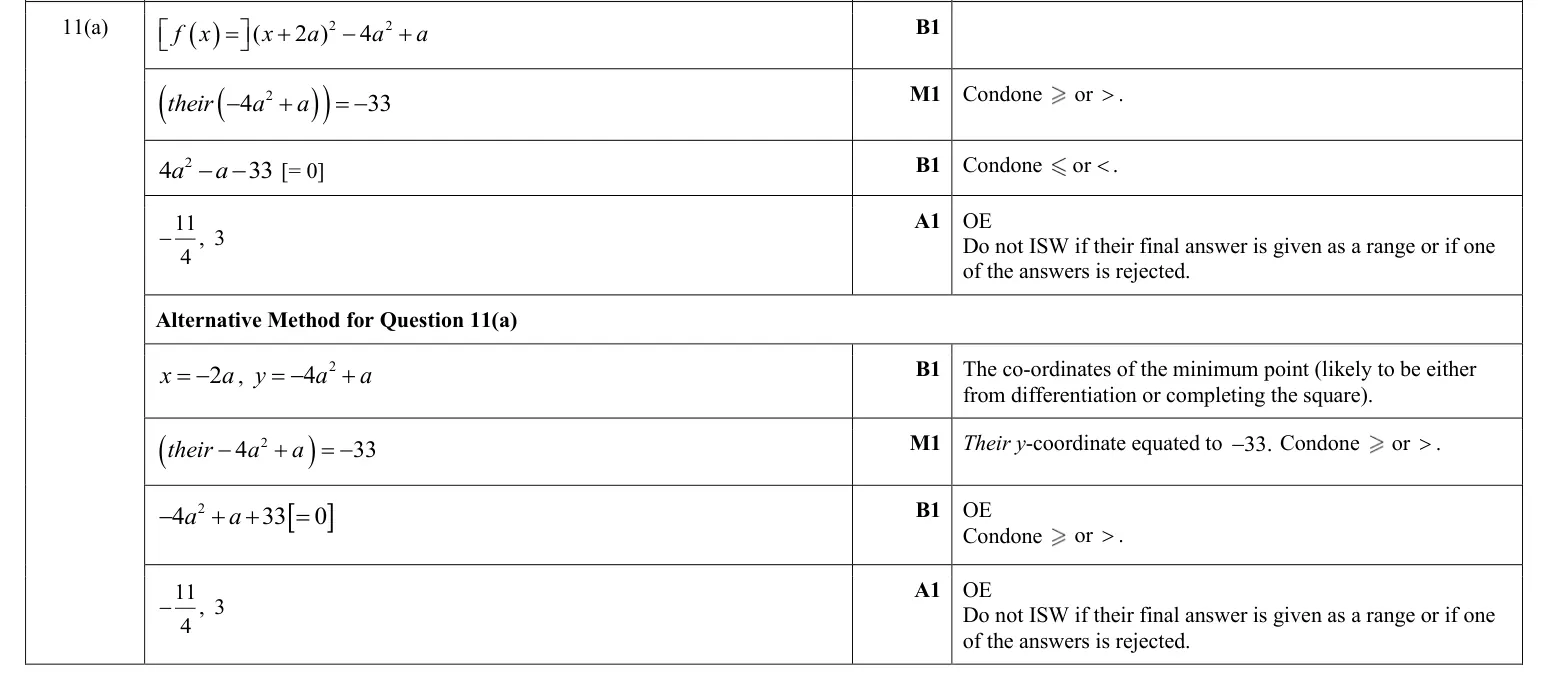 11(a) [f(x)=](x+2a)² −4a² +a B1
(their(−4a² +a))=−33 M1 Condone ⩾ or > .
4a² −a−33 [= 0] B1 Condone ⩽ or < .
−11/4, 3 A1 OE
Do not ISW if their final answer is given as a range or if one
of the answers is rejected.
Alternative Method for Question 11(a)
x=−2a , y=−4a² +a B1 The co-ordinates of the minimum point (likely to be either
from differentiation or completing the square).
(their−4a² +a)=−33 M1 Their y-coordinate equated to −33. Condone ⩾ or > .
−4a² +a+33[=0] B1 OE
Condone ⩾ or > .
−11/4, 3 A1 OE
Do not ISW if their final answer is given as a range or if one
of the answers is rejected.